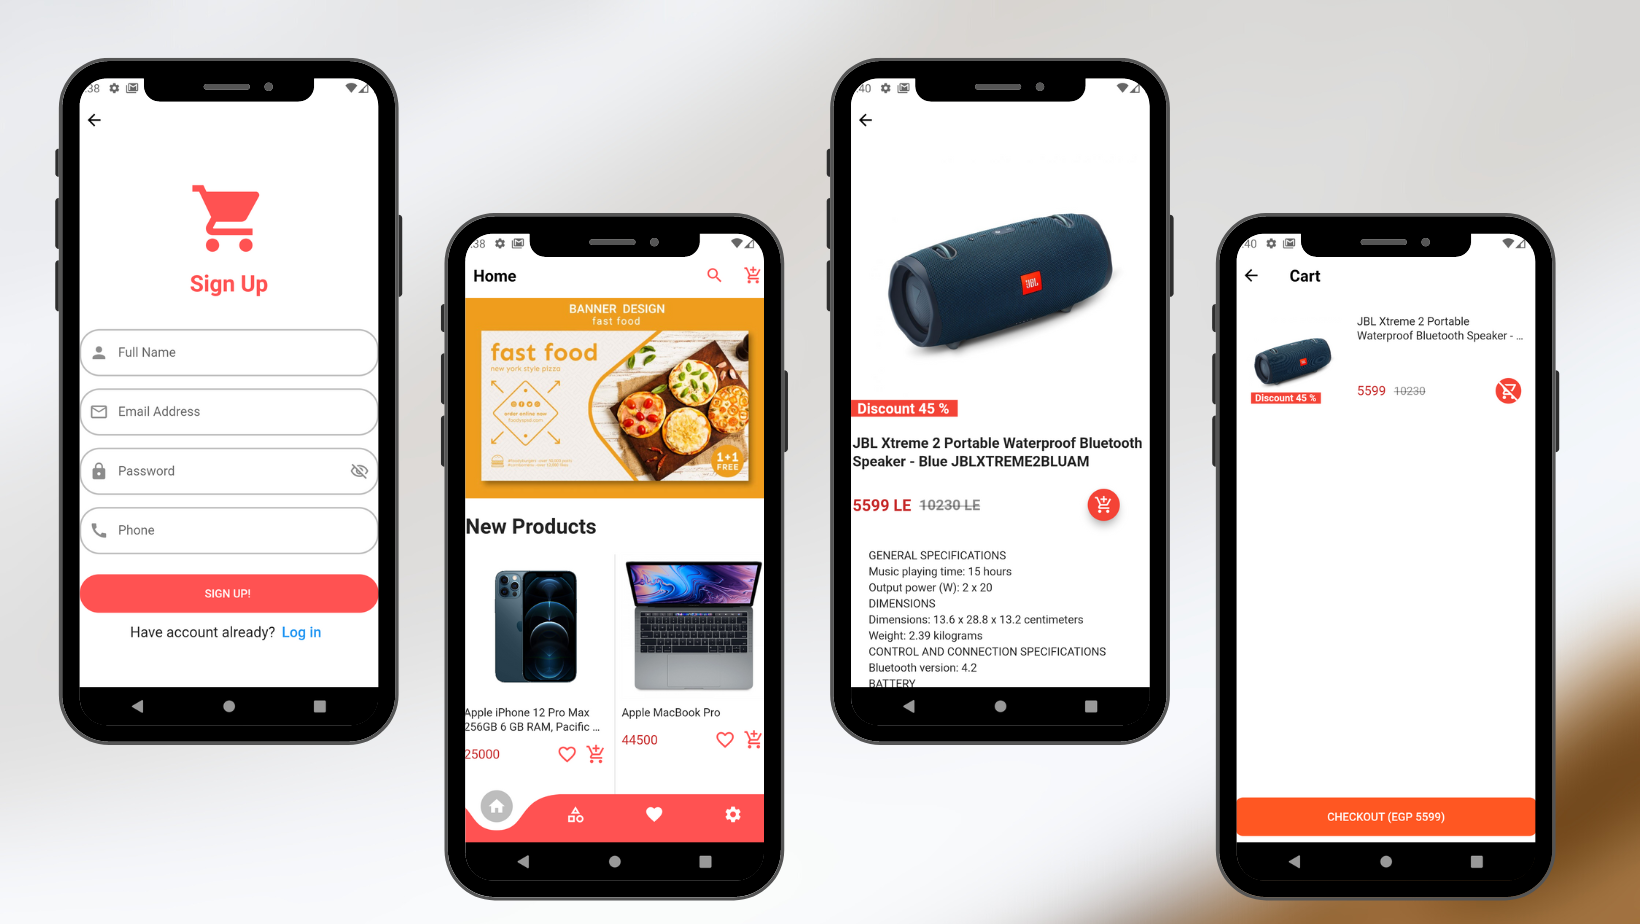 :38
Sign Up
Full Name
Email Address
Password
Phone
SIGN UP!
Have account already? Log in
:38
Home
BANNER DESIGN
fast food
fast food
new york style pizza
order online now
1+1
FREE
New Products
Apple iPhone 12 Pro Max
256GB 6 GB RAM, Pacific ...
25000
Apple MacBook Pro
44500
:40
JBL
Discount 45 %
JBL Xtreme 2 Portable Waterproof Bluetooth
Speaker - Blue JBLXTREME2BLUAM
5599 LE 10230 LE
GENERAL SPECIFICATIONS
Music playing time: 15 hours
Output power (W): 2 x 20
DIMENSIONS
Dimensions: 13.6 x 28.8 x 13.2 centimeters
Weight: 2.39 kilograms
CONTROL AND CONNECTION SPECIFICATIONS
Bluetooth version: 4.2
BATTERY
:40
Cart
JBL Xtreme 2 Portable
Waterproof Bluetooth Speaker - ...
Discount 45 %
5599 10230
CHECKOUT (EGP 5599)